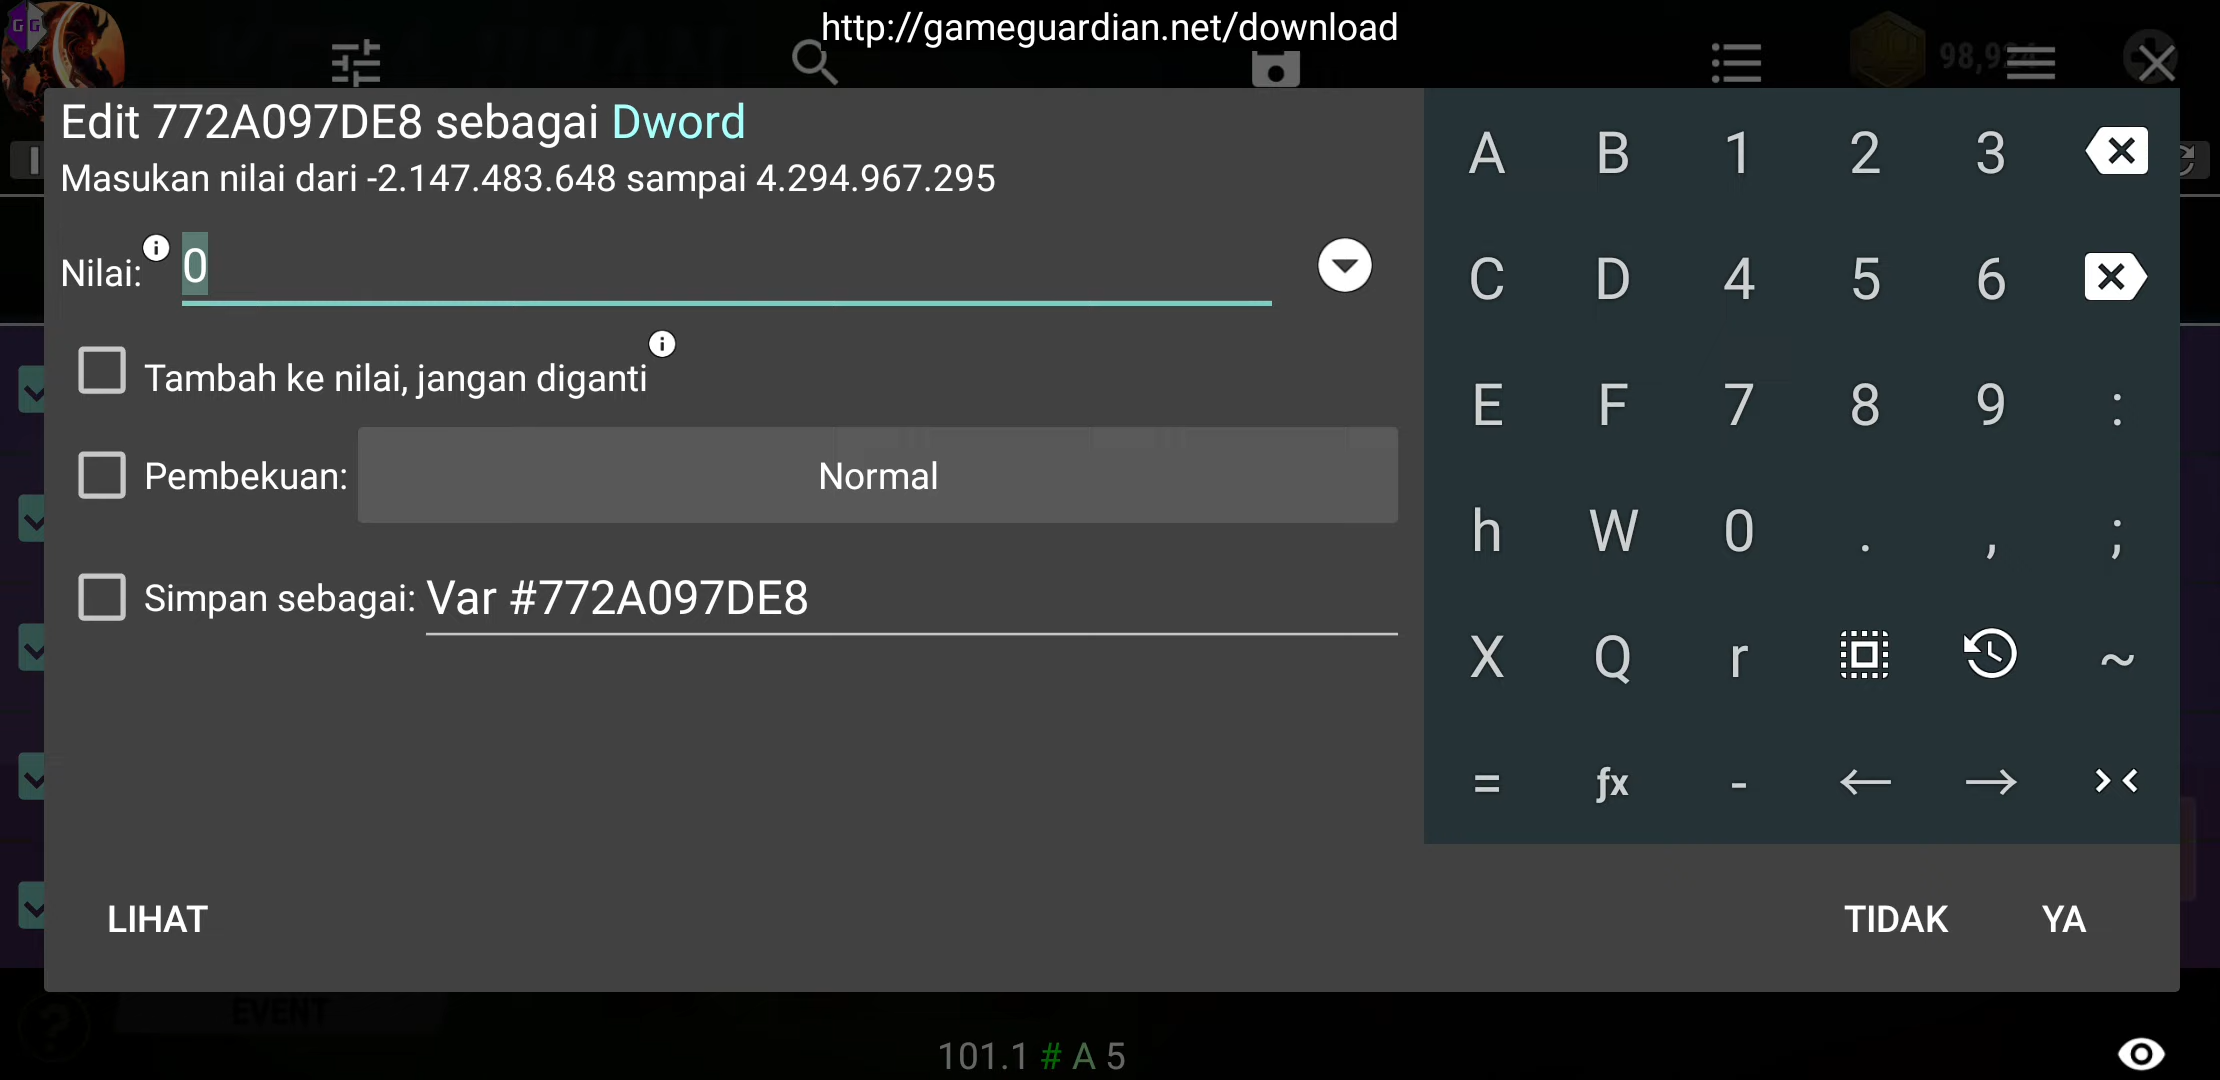 http://gameguardian.net/download
Edit 772A097DE8 sebagai Dword
Masukan nilai dari -2.147.483.648 sampai 4.294.967.295
Nilai: 0
Tambah ke nilai, jangan diganti
Pembekuan: Normal
Simpan sebagai: Var #772A097DE8
LIHAT
TIDAK YA
A B 1 2 3
C D 4 5 6
E F 7 8 9 :
h W 0 . , ;
X Q r ~
= ƒx - ← → ><
EVENT
101.1 # A 5